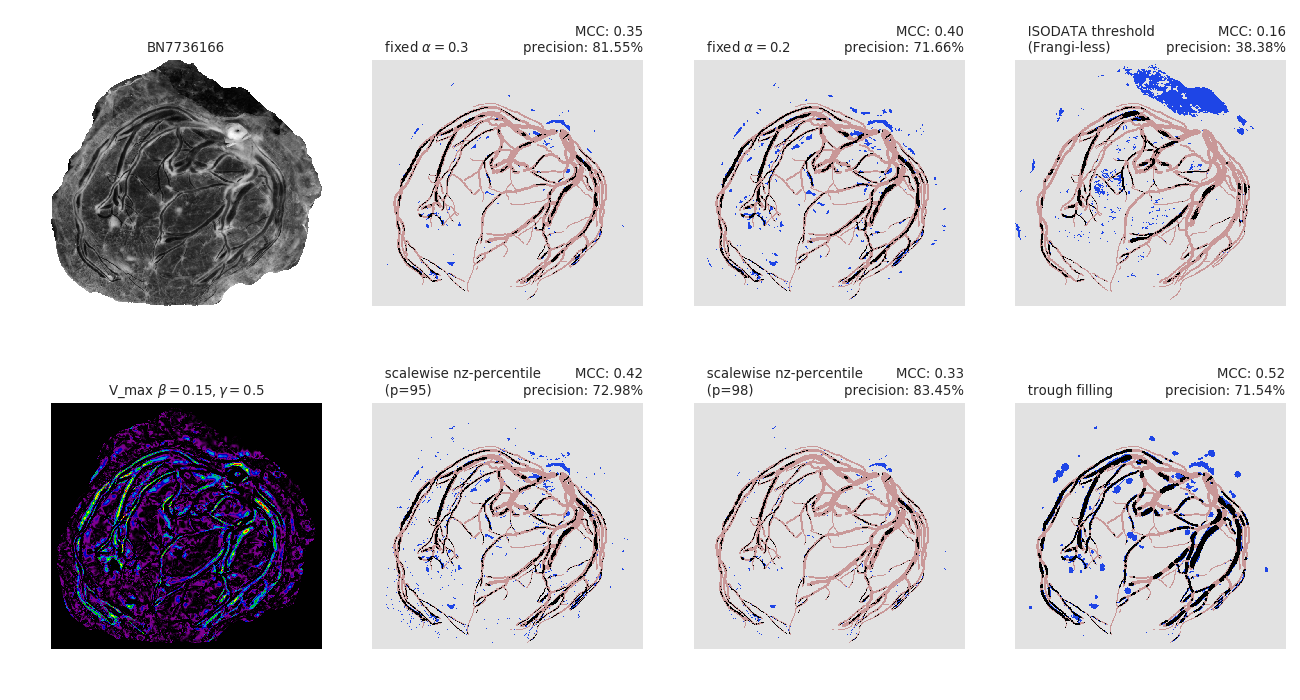 BN7736166
MCC: 0.35
fixed α = 0.3 precision: 81.55%
MCC: 0.40
fixed α = 0.2 precision: 71.66%
ISODATA threshold MCC: 0.16
(Frangi-less) precision: 38.38%
V_max β = 0.15, γ = 0.5
scalewise nz-percentile MCC: 0.42
(p=95) precision: 72.98%
scalewise nz-percentile MCC: 0.33
(p=98) precision: 83.45%
MCC: 0.52
trough filling precision: 71.54%